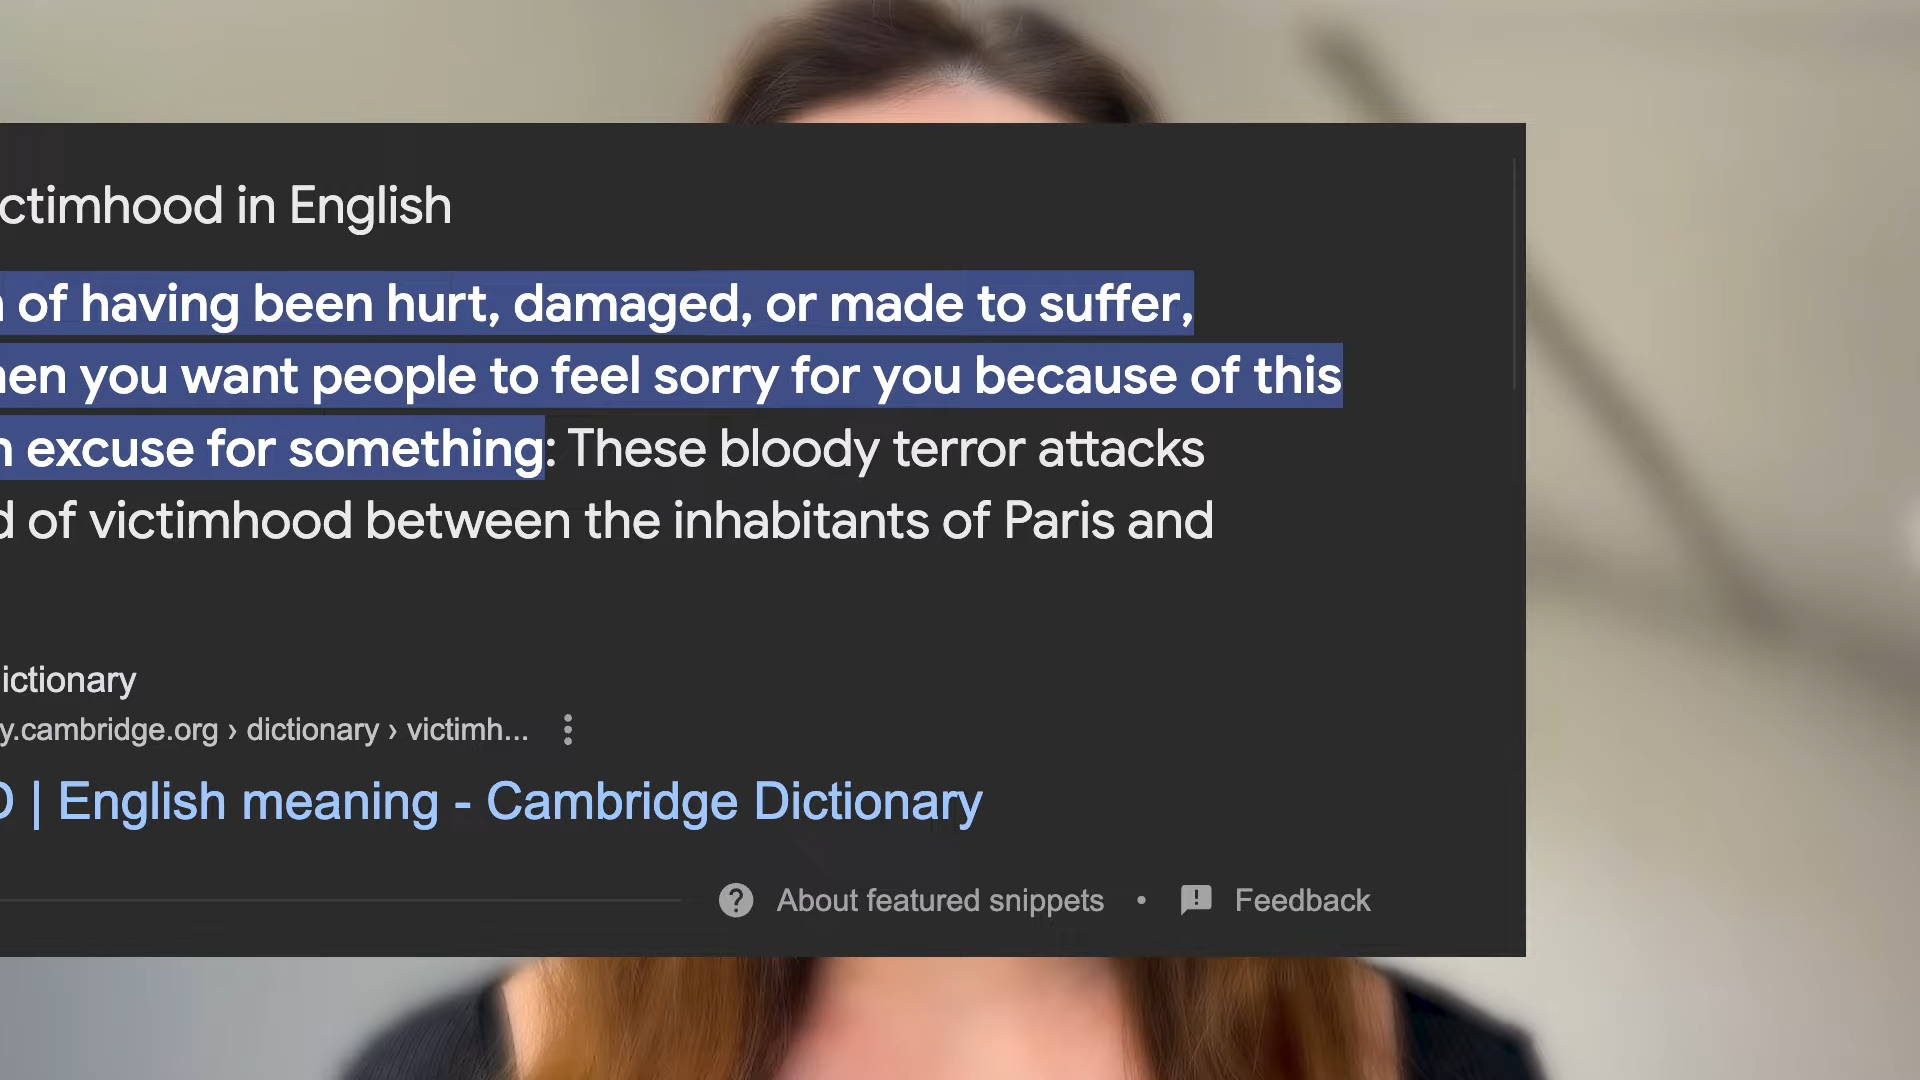 ctimhood in English
of having been hurt, damaged, or made to suffer,
en you want people to feel sorry for you because of this
excuse for something: These bloody terror attacks
d of victimhood between the inhabitants of Paris and
ictionary
y.cambridge.org › dictionary › victimh...
| English meaning - Cambridge Dictionary
About featured snippets • Feedback